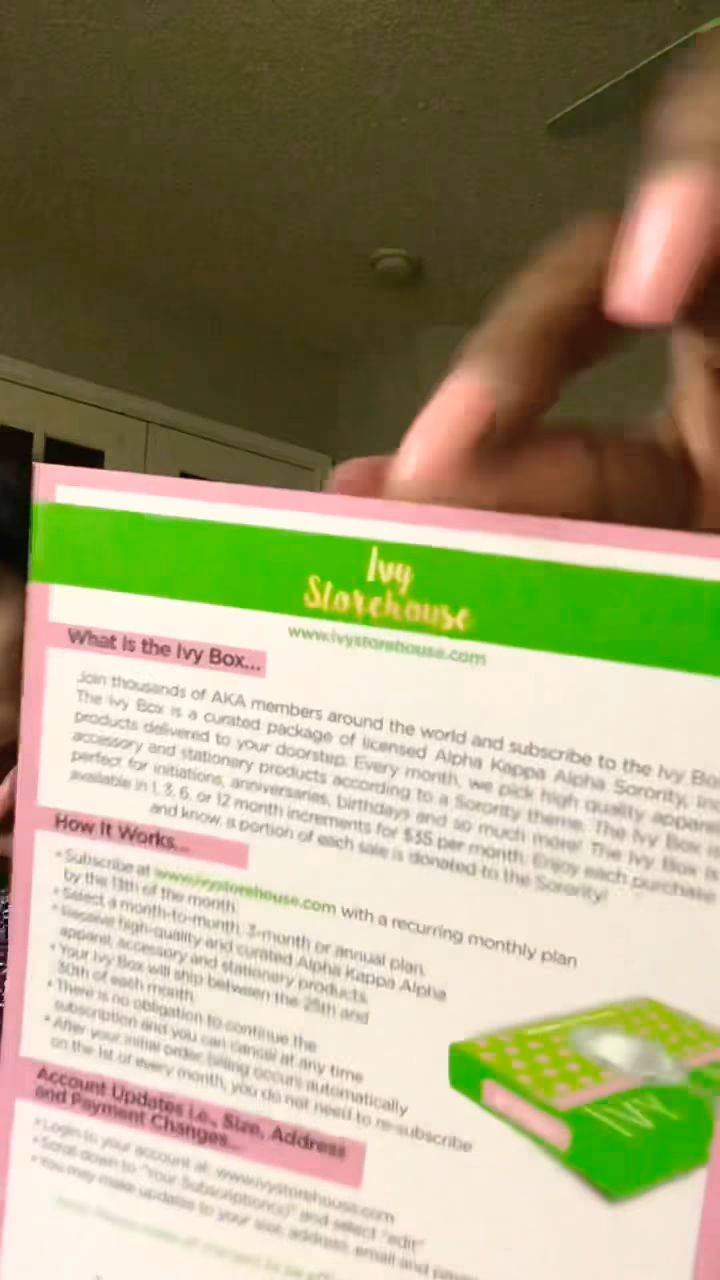 Ivy
Storehouse
www.ivystorehouse.com
What Is the Ivy Box...
Join thousands of AKA members around the world and subscribe to the Ivy Box
The Ivy Box is a curated package of licensed Alpha Kappa Alpha Sorority, Inc
products delivered to your doorstep. Every month, we pick high quality apparel
accessory and stationary products according to a Sorority theme. The Ivy Box is
perfect for initiations, anniversaries, birthdays and so much more! The Ivy Box is
available in 1, 3, 6, or 12 month increments for $35 per month. Enjoy each purchase
and know, a portion of each sale is donated to the Sorority!
How It Works...
• Subscribe at www.ivystorehouse.com with a recurring monthly plan
by the 13th of the month.
• Select a month-to-month, 3-month or annual plan.
• Receive high-quality and curated Alpha Kappa Alpha
apparel, accessory and stationary products.
• Your Ivy Box will ship between the 25th and
30th of each month.
• There is no obligation to continue the
subscription and you can cancel at any time
• After your initial order, billing occurs automatically
on the 1st of every month, you do not need to re-subscribe
IVY
Account Updates i.e., Size, Address
and Payment Changes...
• Login to your account at: www.ivystorehouse.com
• Scroll down to "Your Subscription(s)" and select "edit"
• You may make updates to your size, address, email and